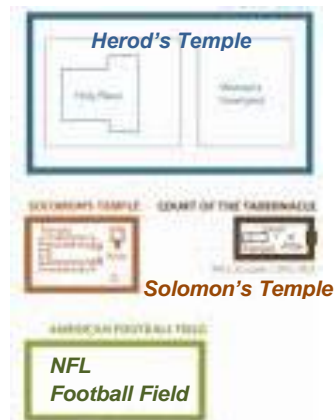 Herod's Temple
Holy Place
Women's
Courtyard
SOLOMON'S TEMPLE
COURT OF THE TABERNACLE
Solomon's Temple
AMERICAN FOOTBALL FIELD
NFL
Football Field